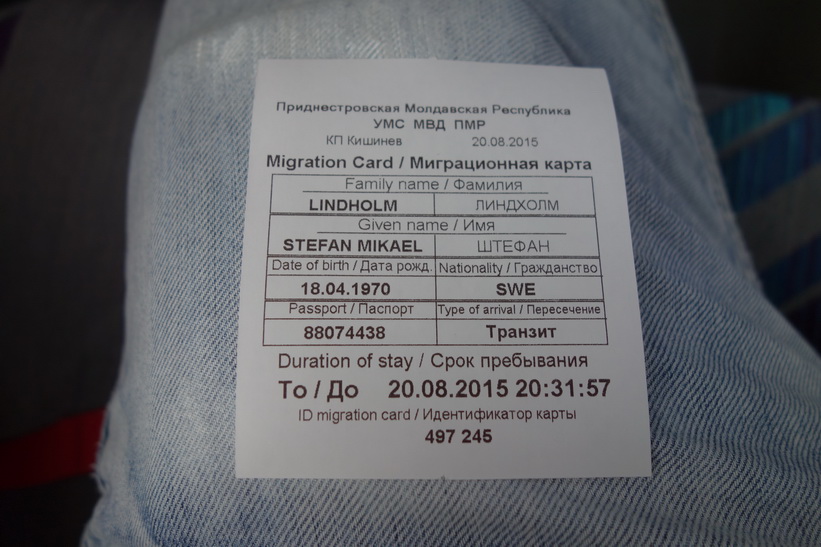 Приднестровская Молдавская Республика
УМС МВД ПМР
КП Кишинев 20.08.2015
Migration Card / Миграционная карта
Family name / Фамилия
LINDHOLM ЛИНДХОЛМ
Given name / Имя
STEFAN MIKAEL ШТЕФАН
Date of birth / Дата рожд. Nationality / Гражданство
18.04.1970 SWE
Passport / Паспорт Type of arrival / Пересечение
88074438 Транзит
Duration of stay / Срок пребывания
To / До 20.08.2015 20:31:57
ID migration card / Идентификатор карты
497 245